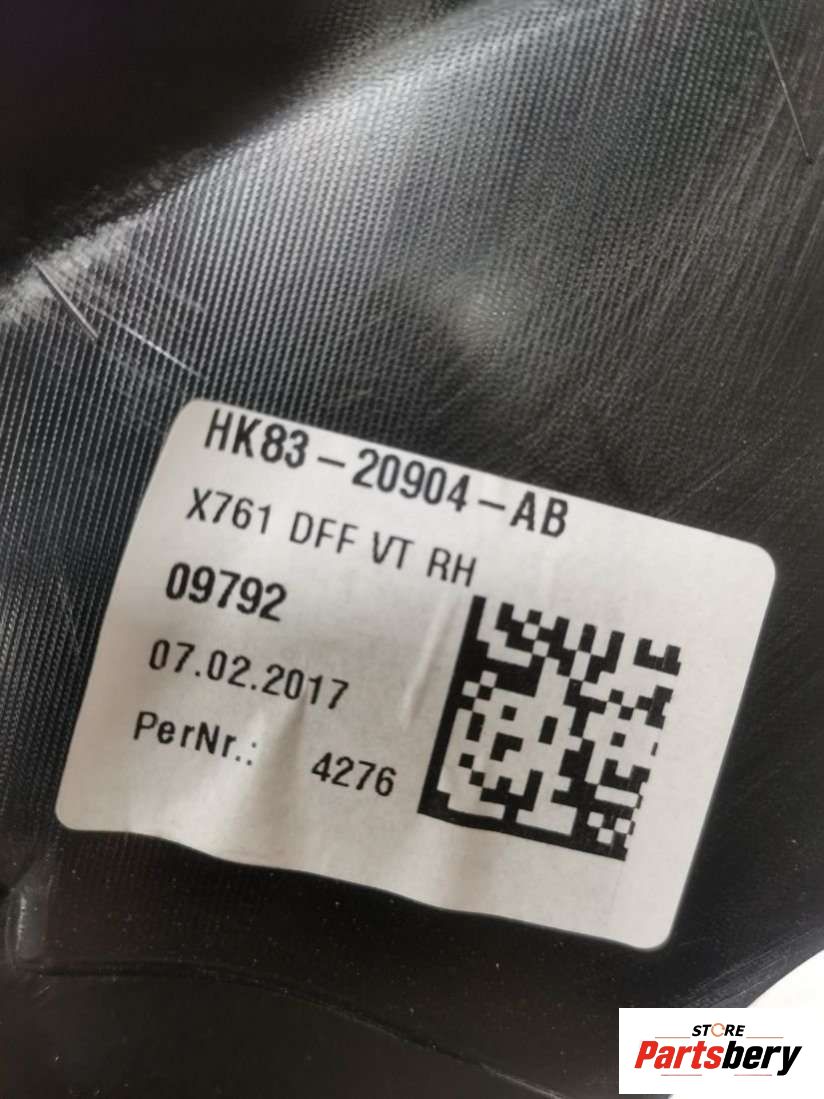 HK83-20904-AB
X761 DFF VT RH
09792
07.02.2017
PerNr.: 4276
STORE
Partsbery